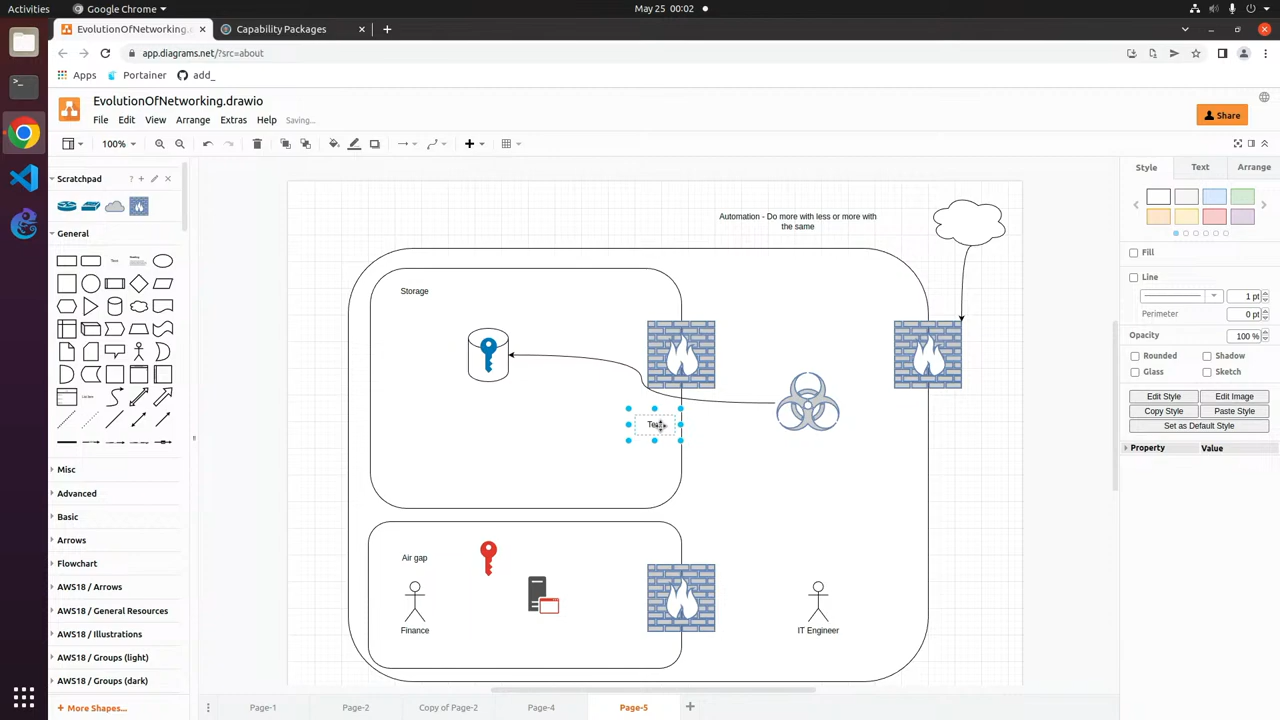 Activities
Google Chrome
May 25 00:02
EvolutionOfNetworking.
Capability Packages
app.diagrams.net/?src=about
Apps
Portainer
add_
EvolutionOfNetworking.drawio
File Edit View Arrange Extras Help Saving...
Share
100%
Scratchpad
General
Misc
Advanced
Basic
Arrows
Flowchart
AWS18 / Arrows
AWS18 / General Resources
AWS18 / Illustrations
AWS18 / Groups (light)
AWS18 / Groups (dark)
+ More Shapes...
Automation - Do more with less or more with
the same
Storage
Air gap
Finance
IT Engineer
Style Text Arrange
Fill
Line
1 pt
Perimeter
0 pt
Opacity
100 %
Rounded
Shadow
Glass
Sketch
Edit Style
Edit Image
Copy Style
Paste Style
Set as Default Style
Property
Value
Page-1
Page-2
Copy of Page-2
Page-4
Page-5